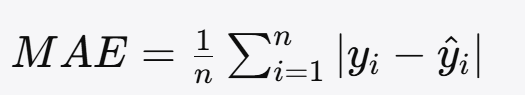 $MAE = \frac{1}{n} \sum_{i=1}^{n} |y_i - \hat{y}_i|$